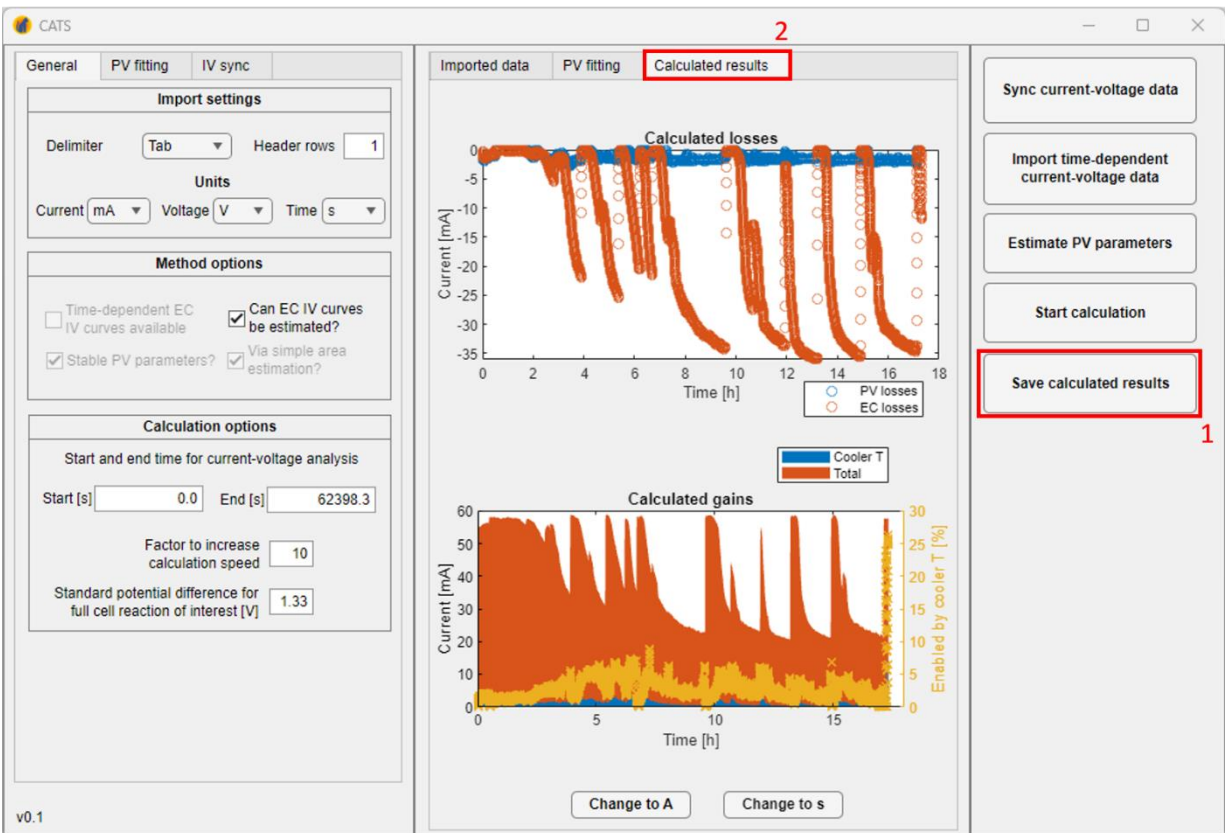 CATS
2
General PV fitting IV sync
Import settings
Delimiter Tab Header rows 1
Units
Current mA Voltage V Time s
Method options
Time-dependent EC
IV curves available
Can EC IV curves
be estimated?
Stable PV parameters?
Via simple area
estimation?
Calculation options
Start and end time for current-voltage analysis
Start [s] 0.0 End [s] 62398.3
Factor to increase
calculation speed
10
Standard potential difference for
full cell reaction of interest [V]
1.33
v0.1
Imported data PV fitting Calculated results
Calculated losses
Current [mA]
0
-5
-10
-15
-20
-25
-30
-35
0 2 4 6 8 10 12 14 16 18
Time [h]
PV losses
EC losses
Cooler T
Total
Calculated gains
Current [mA]
60
50
40
30
20
10
0
Enabled by cooler T [%]
30
25
20
15
10
5
0
0 5 10 15
Time [h]
Change to A Change to s
Sync current-voltage data
Import time-dependent
current-voltage data
Estimate PV parameters
Start calculation
Save calculated results
1